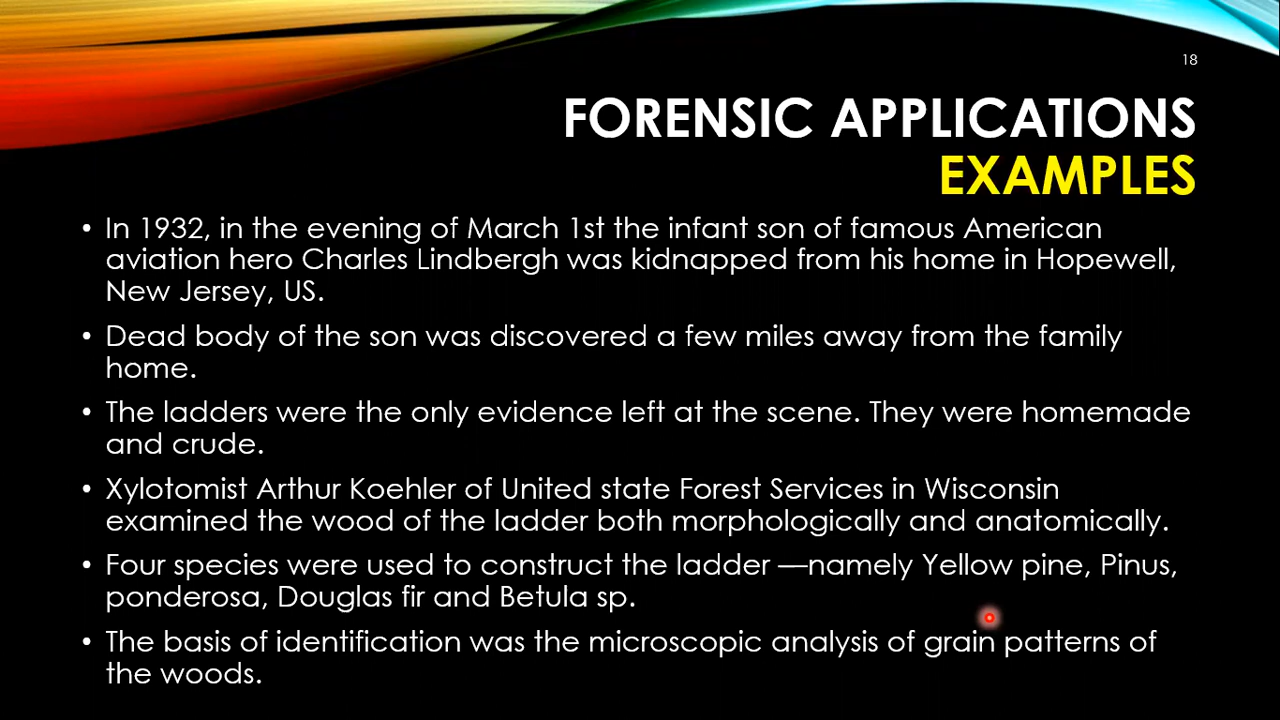 18
FORENSIC APPLICATIONS
EXAMPLES
• In 1932, in the evening of March 1st the infant son of famous American
aviation hero Charles Lindbergh was kidnapped from his home in Hopewell,
New Jersey, US.
• Dead body of the son was discovered a few miles away from the family
home.
• The ladders were the only evidence left at the scene. They were homemade
and crude.
• Xylotomist Arthur Koehler of United state Forest Services in Wisconsin
examined the wood of the ladder both morphologically and anatomically.
• Four species were used to construct the ladder —namely Yellow pine, Pinus,
ponderosa, Douglas fir and Betula sp.
• The basis of identification was the microscopic analysis of grain patterns of
the woods.